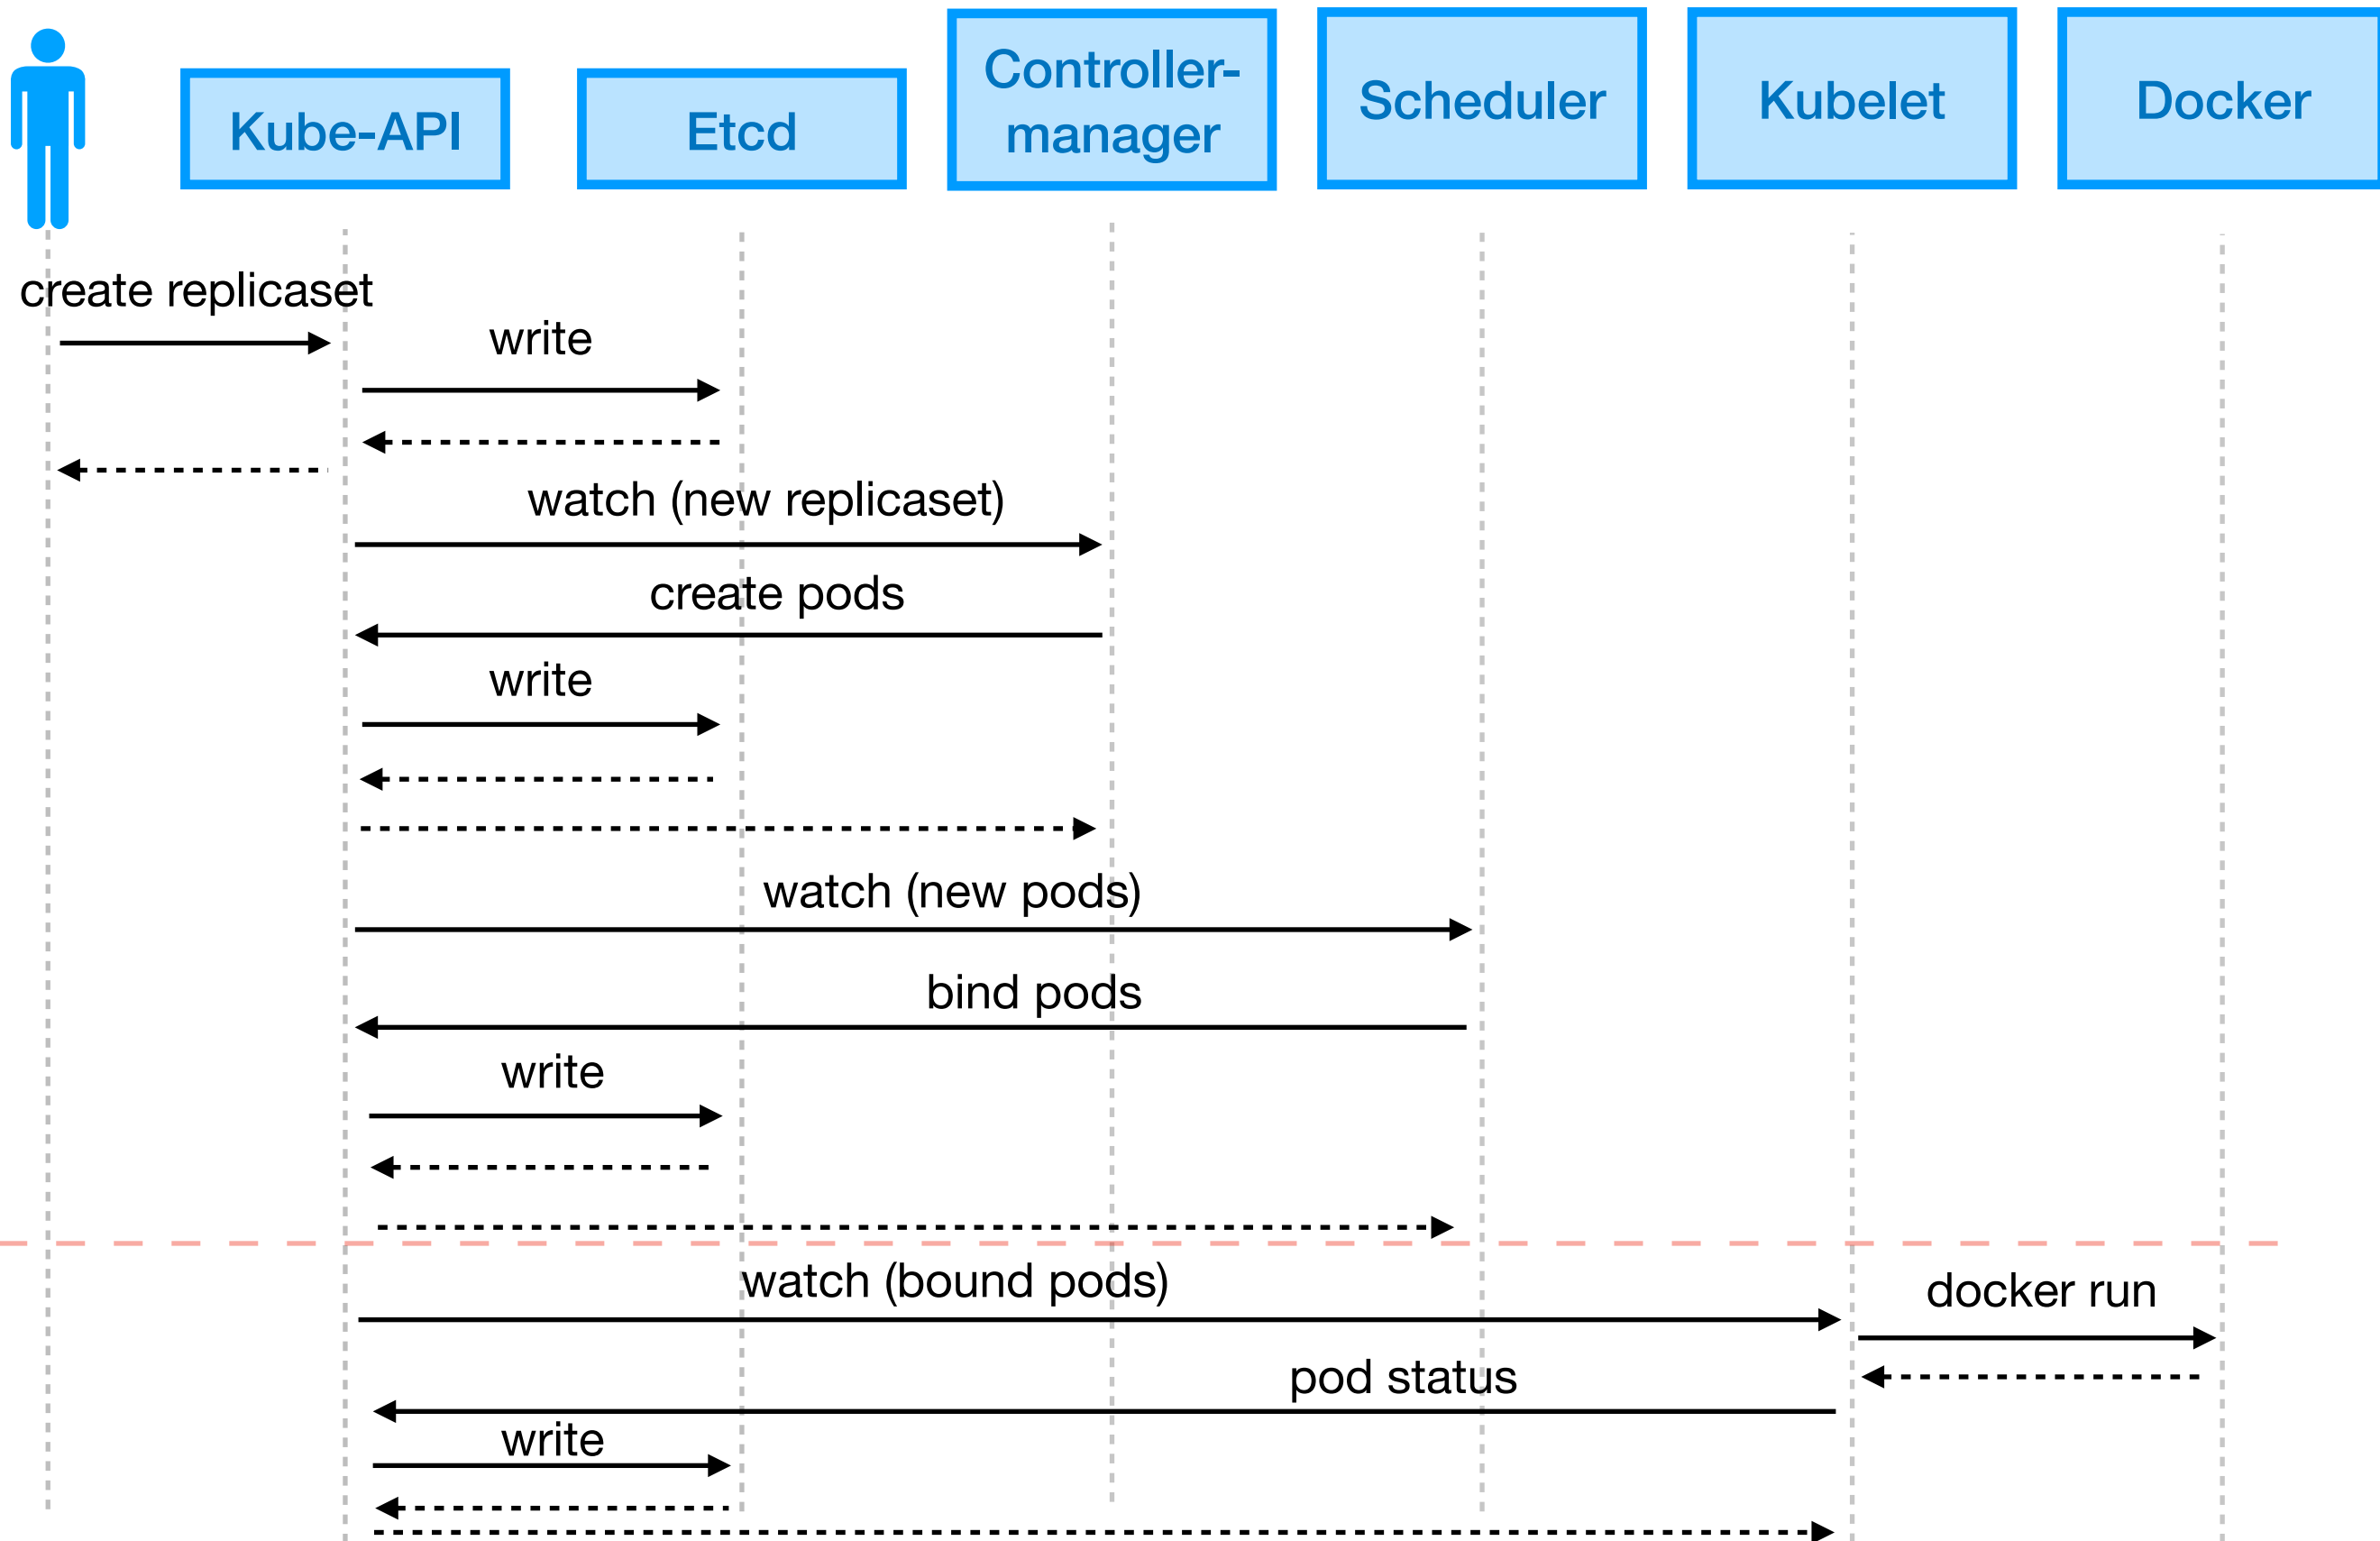 Kube-API
Etcd
Controller-
manager
Scheduler
Kubelet
Docker
create replicaset
write
watch (new replicaset)
create pods
write
watch (new pods)
bind pods
write
watch (bound pods)
docker run
pod status
write